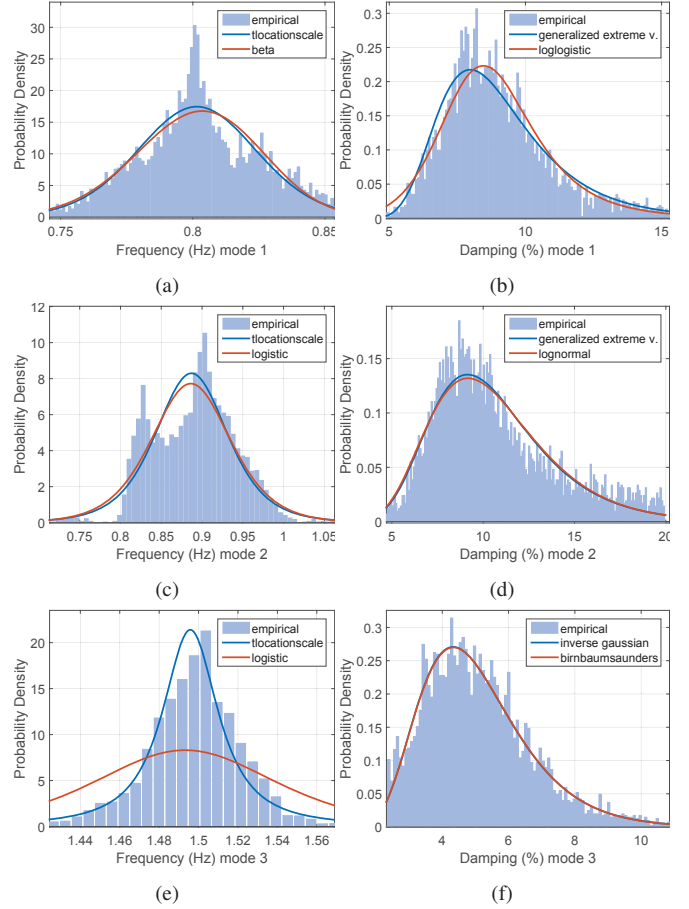 30
25
20
15
10
5
0
0.75
0.8
0.85
Probability Density
Frequency (Hz) mode 1
empirical
tlocationscale
beta
(a)
0.3
0.25
0.2
0.15
0.1
0.05
0
5
10
15
Probability Density
Damping (%) mode 1
empirical
generalized extreme v.
loglogistic
(b)
12
10
8
6
4
2
0
0.75
0.8
0.85
0.9
0.95
1
1.05
Probability Density
Frequency (Hz) mode 2
empirical
tlocationscale
logistic
(c)
0.15
0.1
0.05
0
5
10
15
20
Probability Density
Damping (%) mode 2
empirical
generalized extreme v.
lognormal
(d)
20
15
10
5
0
1.44
1.46
1.48
1.5
1.52
1.54
1.56
Probability Density
Frequency (Hz) mode 3
empirical
tlocationscale
logistic
(e)
0.3
0.25
0.2
0.15
0.1
0.05
0
4
6
8
10
Probability Density
Damping (%) mode 3
empirical
inverse gaussian
birnbaumsaunders
(f)